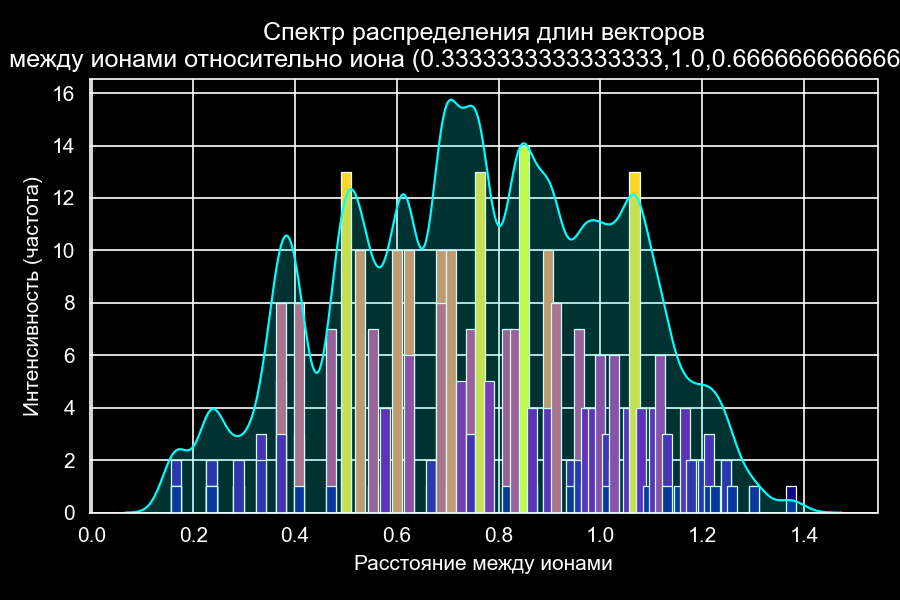 Спектр распределения длин векторов
между ионами относительно иона (0.3333333333333333,1.0,0.666666666666
Интенсивность (частота)
16
14
12
10
8
6
4
2
0
0.0 0.2 0.4 0.6 0.8 1.0 1.2 1.4
Расстояние между ионами